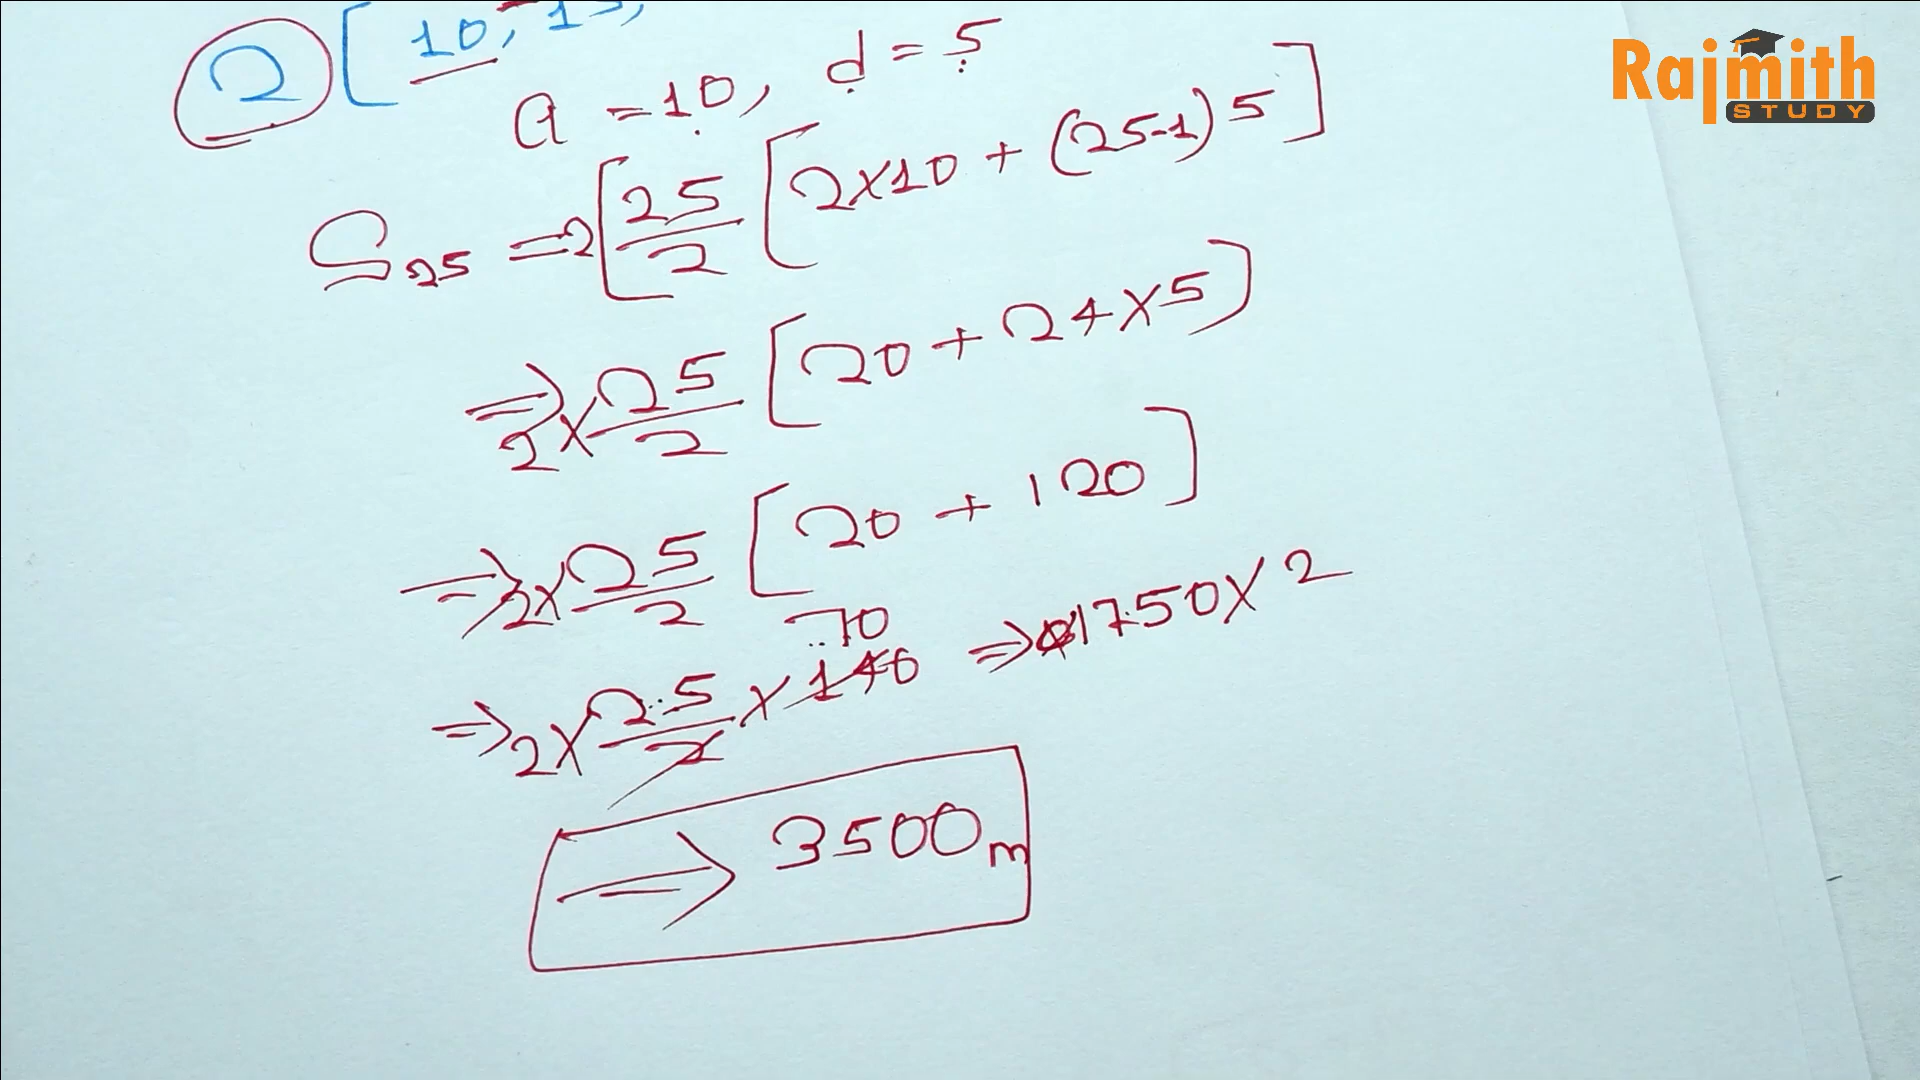 2 [ 10, 15,
a = 10, d = 5
S25 = 2[25/2 [2×10 + (25-1)5]
⇒ 2×25/2 [20 + 24×5]
⇒ 2×25/2 [20 + 120]
70
⇒ 2×25/2 × 140 ⇒ 1750×2
⇒ 3500m
Rajmith
STUDY